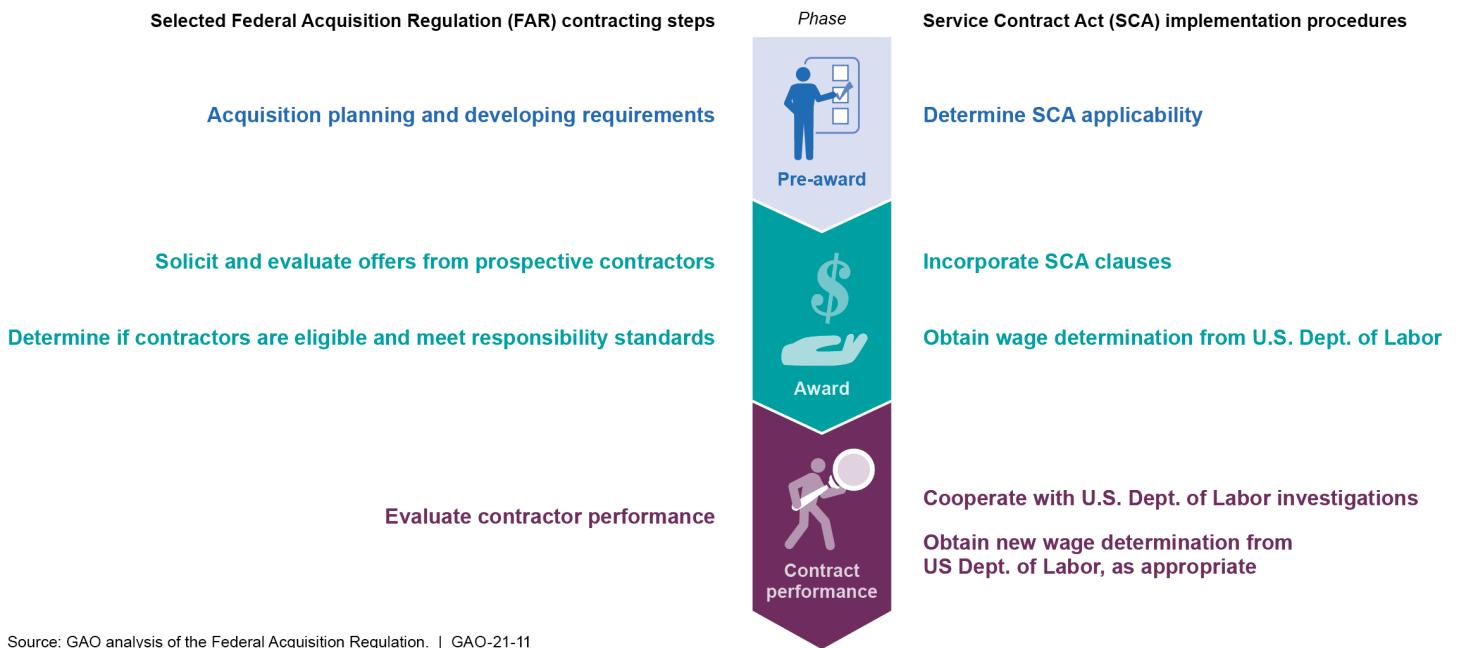 Selected Federal Acquisition Regulation (FAR) contracting steps
Phase
Service Contract Act (SCA) implementation procedures
Acquisition planning and developing requirements
Pre-award
Determine SCA applicability
Solicit and evaluate offers from prospective contractors
Determine if contractors are eligible and meet responsibility standards
$
Award
Incorporate SCA clauses
Obtain wage determination from U.S. Dept. of Labor
Evaluate contractor performance
Contract
performance
Cooperate with U.S. Dept. of Labor investigations
Obtain new wage determination from
US Dept. of Labor, as appropriate
Source: GAO analysis of the Federal Acquisition Regulation. | GAO-21-11